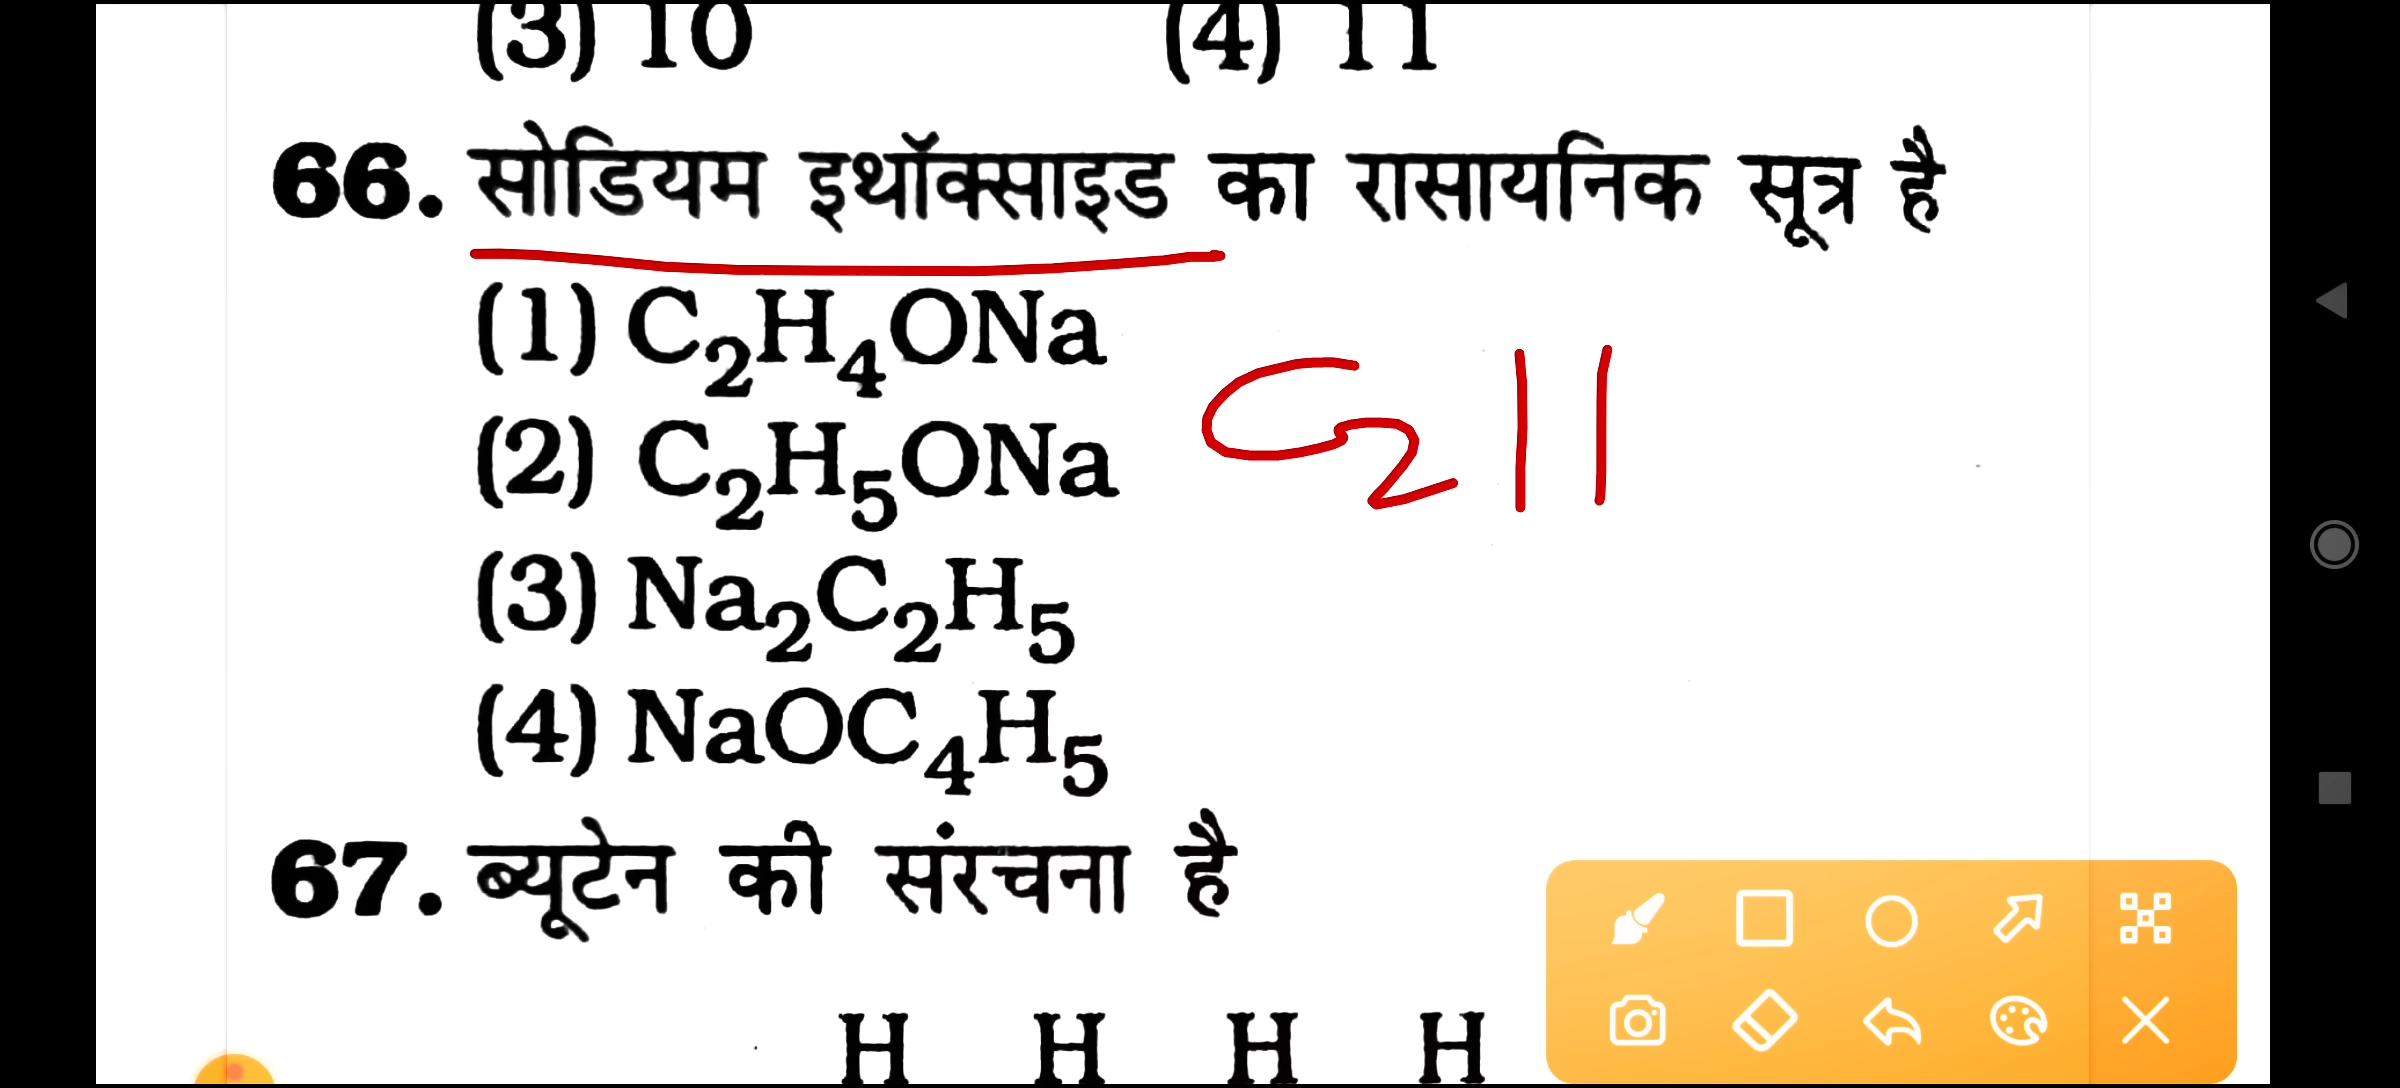 (3) 10 (4) 11
66. सोडियम इथॉक्साइड का रासायनिक सूत्र है
(1) C₂H₄ONa
(2) C₂H₅ONa
C₂ | |
(3) Na₂C₂H₅
(4) NaOC₄H₅
67. ब्यूटेन की संरचना है
H H H H